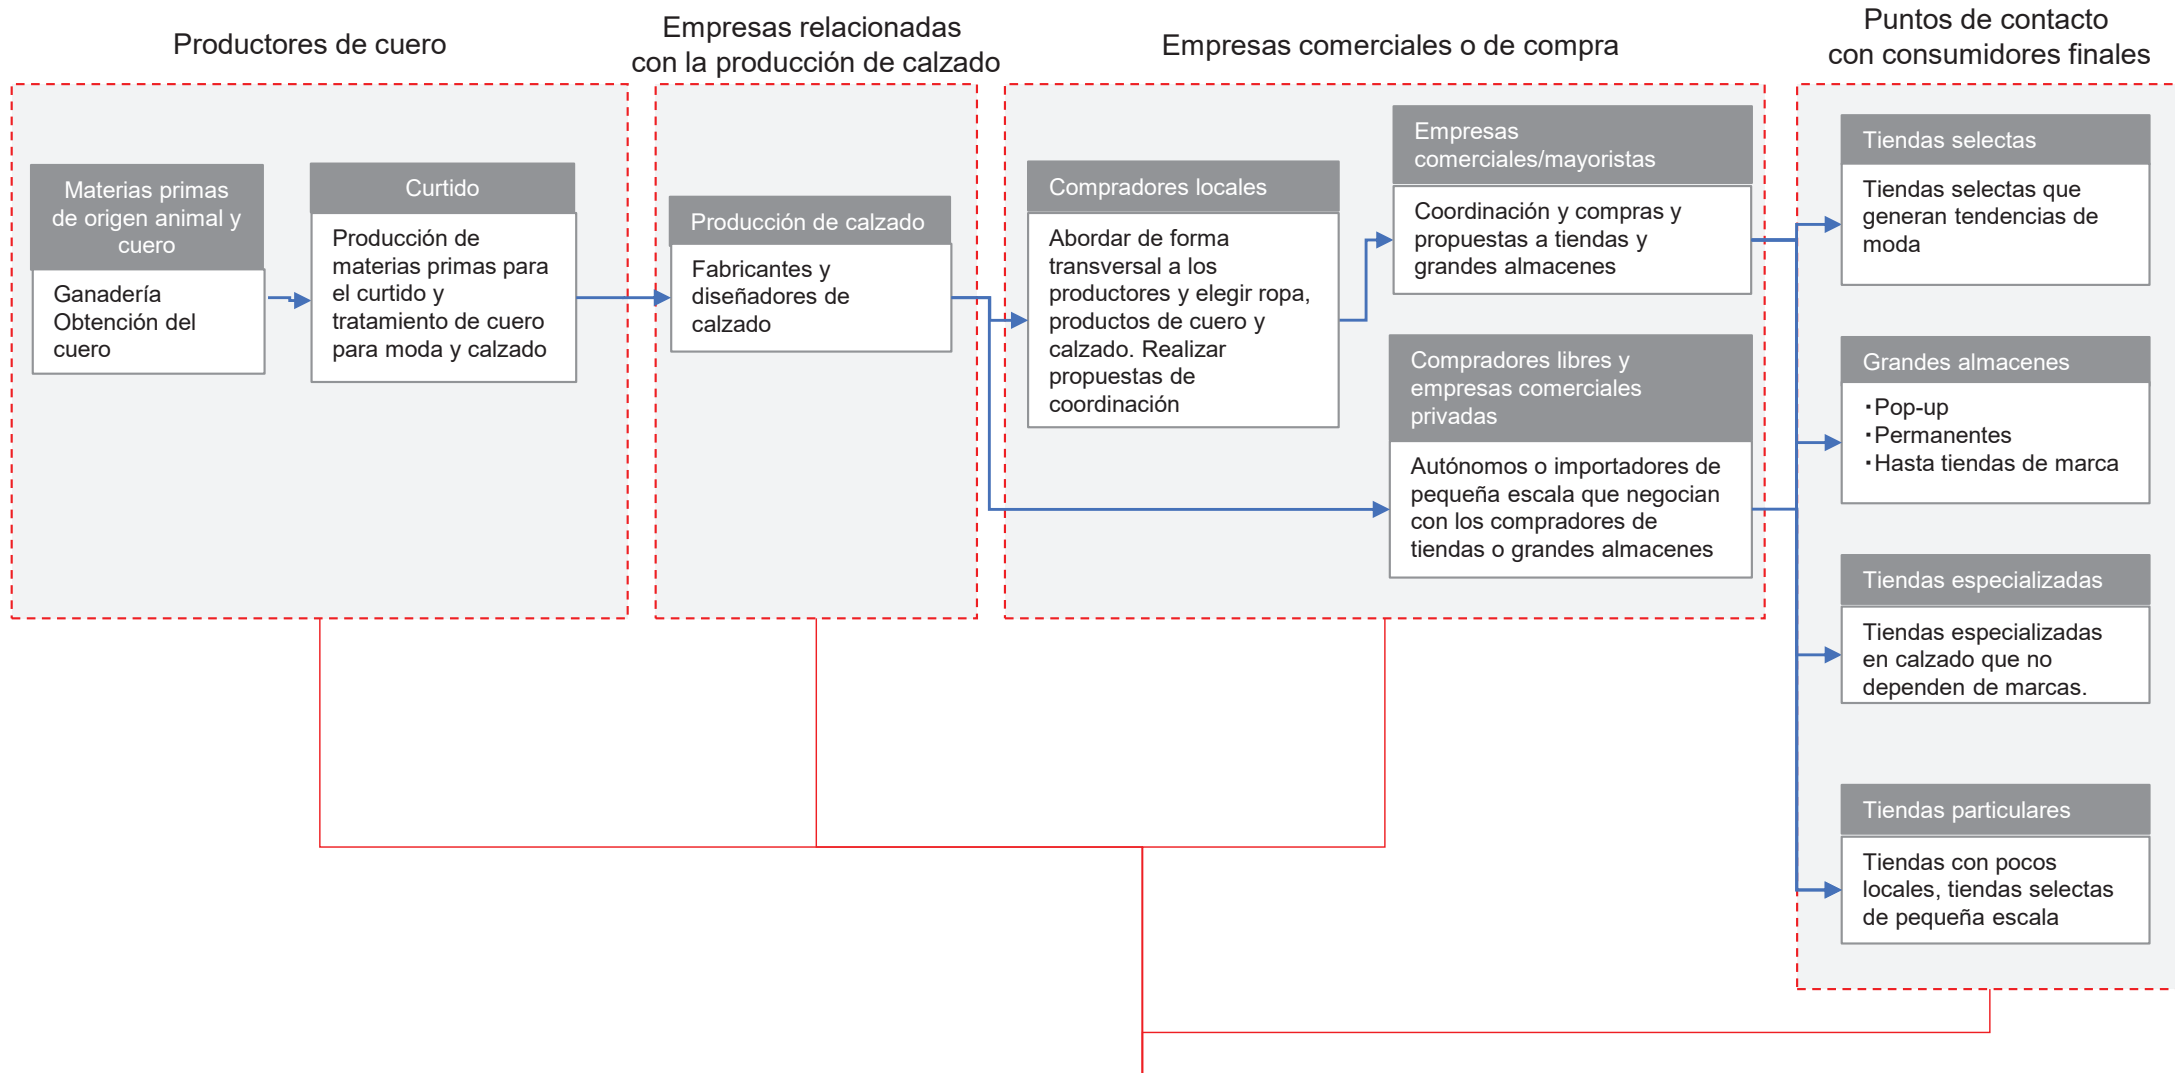 Productores de cuero
Empresas relacionadas
con la producción de calzado
Empresas comerciales o de compra
Puntos de contacto
con consumidores finales
Materias primas
de origen animal y
cuero
Ganadería
Obtención del
cuero
Curtido
Producción de
materias primas para
el curtido y
tratamiento de cuero
para moda y calzado
Producción de calzado
Fabricantes y
diseñadores de
calzado
Compradores locales
Abordar de forma
transversal a los
productores y elegir ropa,
productos de cuero y
calzado. Realizar
propuestas de
coordinación
Empresas
comerciales/mayoristas
Coordinación y compras y
propuestas a tiendas y
grandes almacenes
Compradores libres y
empresas comerciales
privadas
Autónomos o importadores de
pequeña escala que negocian
con los compradores de
tiendas o grandes almacenes
Tiendas selectas
Tiendas selectas que
generan tendencias de
moda
Grandes almacenes
・Pop-up
・Permanentes
・Hasta tiendas de marca
Tiendas especializadas
Tiendas especializadas
en calzado que no
dependen de marcas.
Tiendas particulares
Tiendas con pocos
locales, tiendas selectas
de pequeña escala